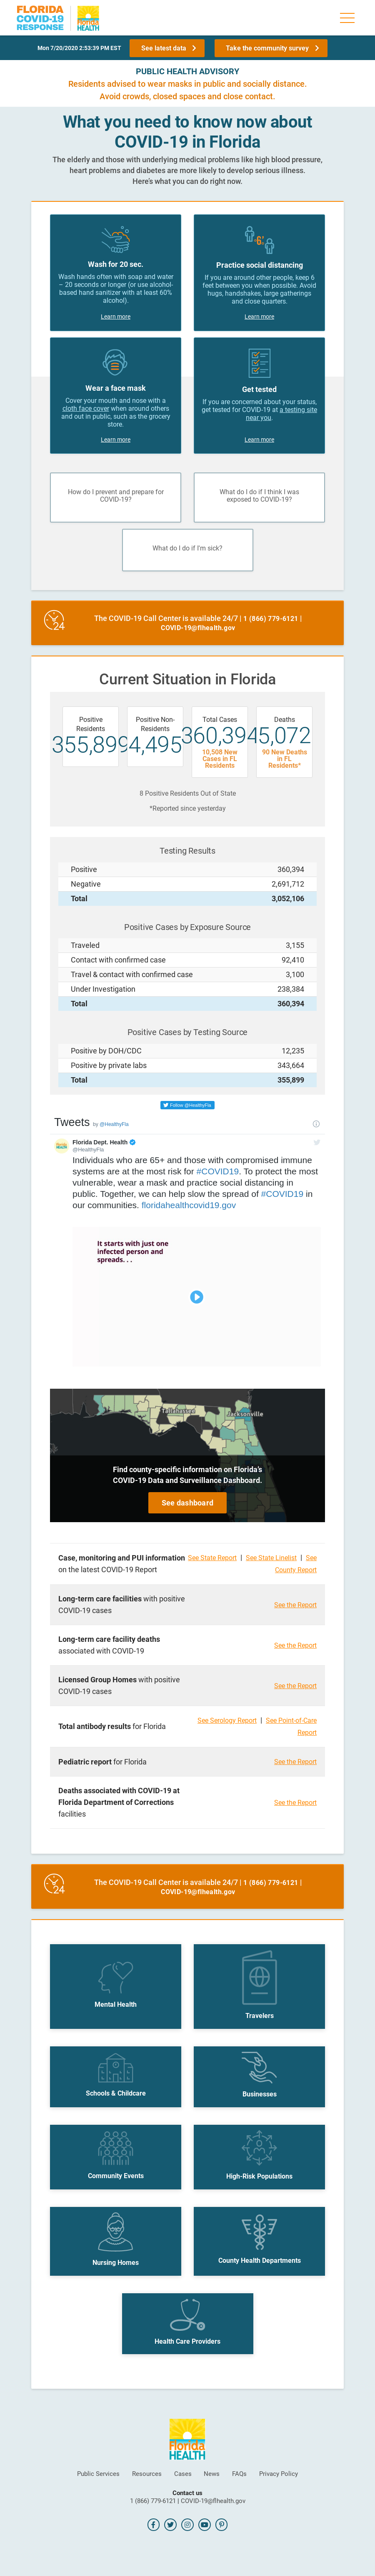 FLORIDA
COVID-19
RESPONSE
Florida
HEALTH
Mon 7/20/2020 2:53:39 PM EST
See latest data
Take the community survey
PUBLIC HEALTH ADVISORY
Residents advised to wear masks in public and socially distance.
Avoid crowds, closed spaces and close contact.
What you need to know now about
COVID-19 in Florida
The elderly and those with underlying medical problems like high blood pressure,
heart problems and diabetes are more likely to develop serious illness.
Here's what you can do right now.
Wash for 20 sec.
Wash hands often with soap and water
– 20 seconds or longer (or use alcohol-
based hand sanitizer with at least 60%
alcohol).
Learn more
6'
Practice social distancing
If you are around other people, keep 6
feet between you when possible. Avoid
hugs, handshakes, large gatherings
and close quarters.
Learn more
Wear a face mask
Cover your mouth and nose with a
cloth face cover when around others
and out in public, such as the grocery
store.
Learn more
Get tested
If you are concerned about your status,
get tested for COVID-19 at a testing site
near you.
Learn more
How do I prevent and prepare for
COVID-19?
What do I do if I think I was
exposed to COVID-19?
What do I do if I'm sick?
24
The COVID-19 Call Center is available 24/7 | 1 (866) 779-6121 |
COVID-19@flhealth.gov
Current Situation in Florida
Positive
Residents
355,899
Positive Non-
Residents
4,495
Total Cases
360,394
10,508 New
Cases in FL
Residents
Deaths
5,072
90 New Deaths
in FL
Residents*
8 Positive Residents Out of State
*Reported since yesterday
Testing Results
Positive 360,394
Negative 2,691,712
Total 3,052,106
Positive Cases by Exposure Source
Traveled 3,155
Contact with confirmed case 92,410
Travel & contact with confirmed case 3,100
Under Investigation 238,384
Total 360,394
Positive Cases by Testing Source
Positive by DOH/CDC 12,235
Positive by private labs 343,664
Total 355,899
Follow @HealthyFla
Tweets by @HealthyFla
Florida Dept. Health
@HealthyFla
Individuals who are 65+ and those with compromised immune
systems are at the most risk for #COVID19. To protect the most
vulnerable, wear a mask and practice social distancing in
public. Together, we can help slow the spread of #COVID19 in
our communities. floridahealthcovid19.gov
It starts with just one
infected person and
spreads. . .
Tallahassee
Jacksonville
Find county-specific information on Florida's
COVID-19 Data and Surveillance Dashboard.
See dashboard
Case, monitoring and PUI information
on the latest COVID-19 Report
See State Report | See State Linelist | See
County Report
Long-term care facilities with positive
COVID-19 cases
See the Report
Long-term care facility deaths
associated with COVID-19
See the Report
Licensed Group Homes with positive
COVID-19 cases
See the Report
Total antibody results for Florida
See Serology Report | See Point-of-Care
Report
Pediatric report for Florida
See the Report
Deaths associated with COVID-19 at
Florida Department of Corrections
facilities
See the Report
24
The COVID-19 Call Center is available 24/7 | 1 (866) 779-6121 |
COVID-19@flhealth.gov
Mental Health
Travelers
Schools & Childcare
Businesses
Community Events
High-Risk Populations
Nursing Homes
County Health Departments
Health Care Providers
Florida
HEALTH
Public Services Resources Cases News FAQs Privacy Policy
Contact us
1 (866) 779-6121 | COVID-19@flhealth.gov